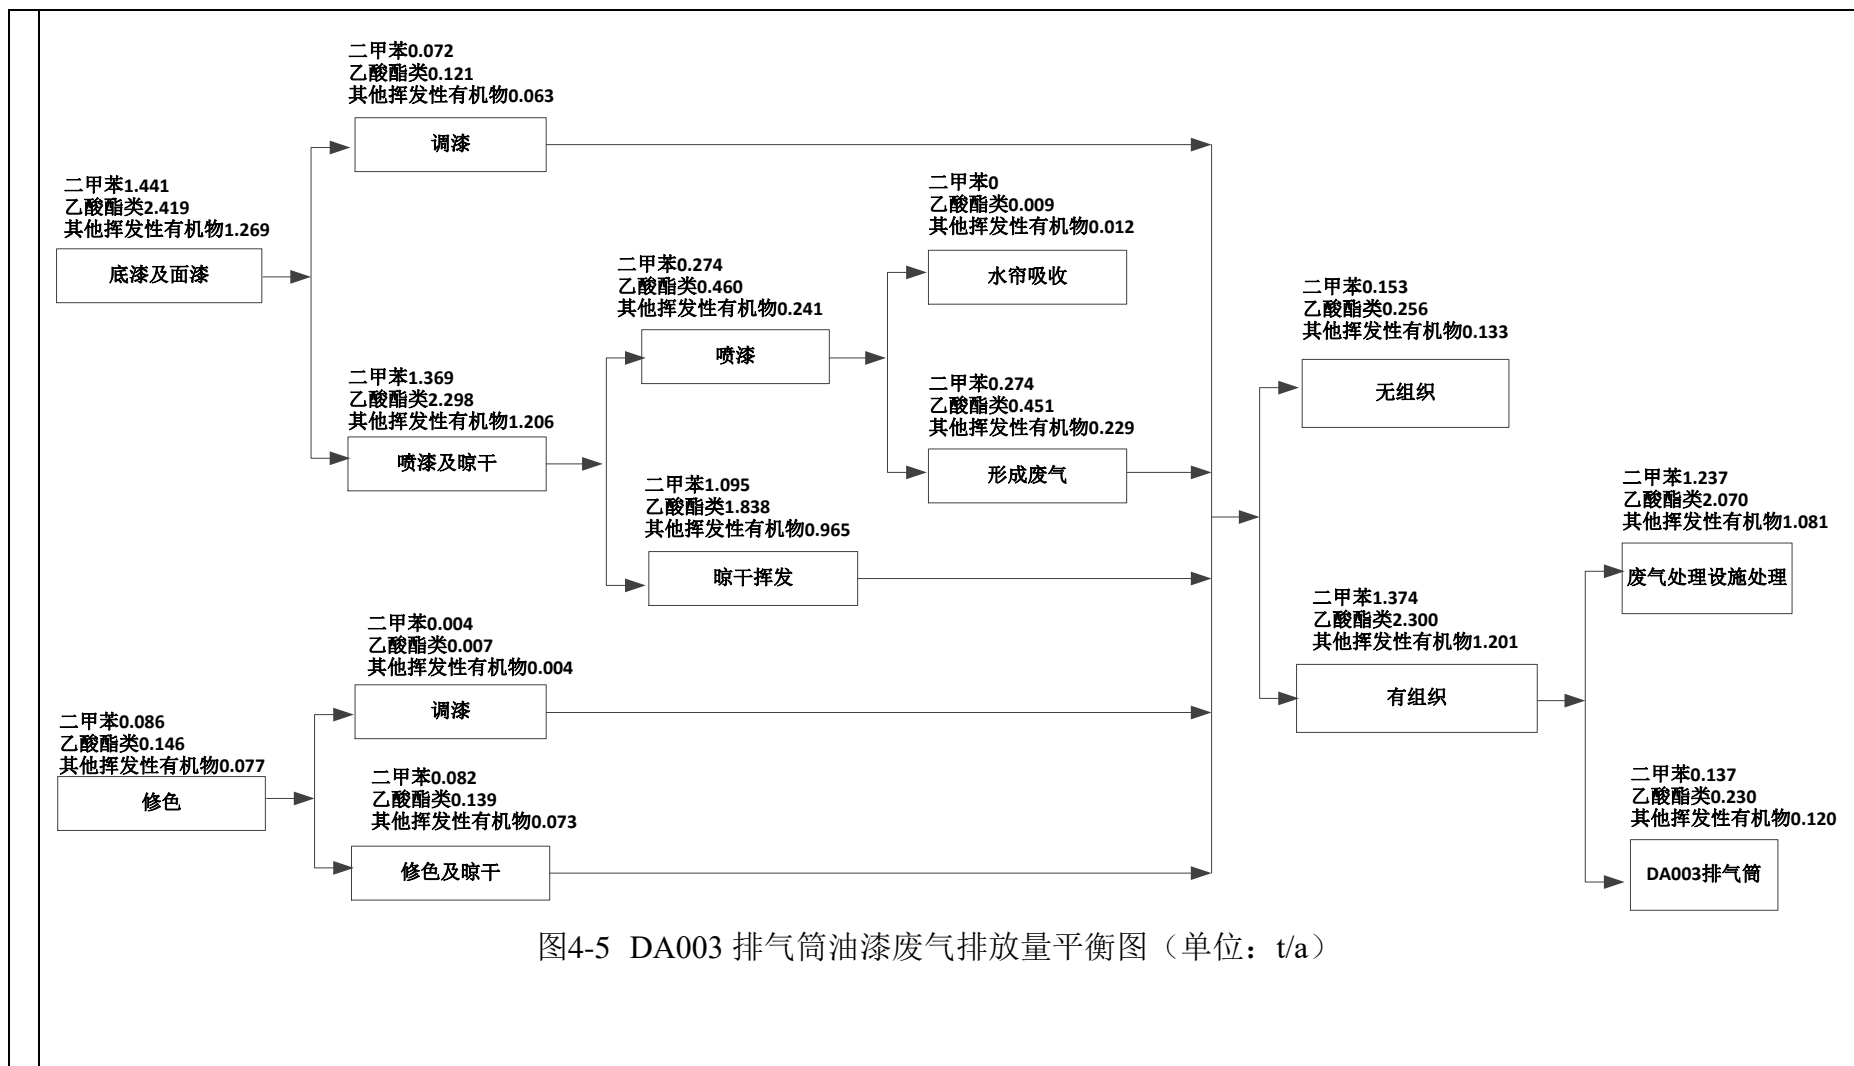 二甲苯0.072
乙酸酯类0.121
其他挥发性有机物0.063
调漆
二甲苯1.441
乙酸酯类2.419
其他挥发性有机物1.269
底漆及面漆
二甲苯1.369
乙酸酯类2.298
其他挥发性有机物1.206
喷漆及晾干
二甲苯0.274
乙酸酯类0.460
其他挥发性有机物0.241
喷漆
二甲苯0
乙酸酯类0.009
其他挥发性有机物0.012
水帘吸收
二甲苯0.274
乙酸酯类0.451
其他挥发性有机物0.229
形成废气
二甲苯1.095
乙酸酯类1.838
其他挥发性有机物0.965
晾干挥发
二甲苯0.004
乙酸酯类0.007
其他挥发性有机物0.004
调漆
二甲苯0.086
乙酸酯类0.146
其他挥发性有机物0.077
修色
二甲苯0.082
乙酸酯类0.139
其他挥发性有机物0.073
修色及晾干
二甲苯0.153
乙酸酯类0.256
其他挥发性有机物0.133
无组织
二甲苯1.374
乙酸酯类2.300
其他挥发性有机物1.201
有组织
二甲苯1.237
乙酸酯类2.070
其他挥发性有机物1.081
废气处理设施处理
二甲苯0.137
乙酸酯类0.230
其他挥发性有机物0.120
DA003排气筒
图4-5 DA003 排气筒油漆废气排放量平衡图（单位：t/a）